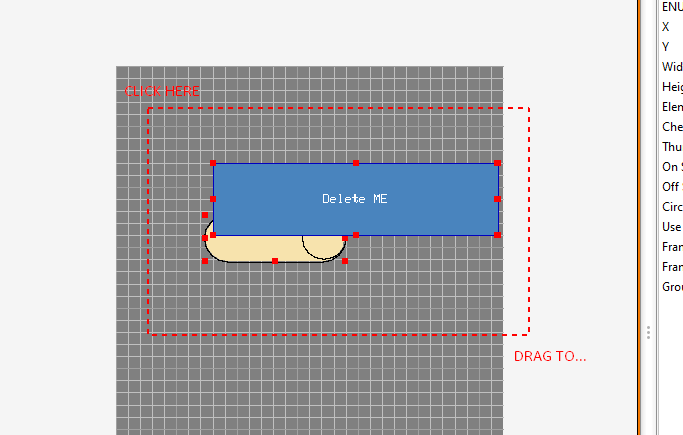 ENU
X
Y
Wid
Heig
CLICK HERE
Elen
Che
Thu
On S
Delete ME
Off
Circ
Use
Fran
Fran
Grou
DRAG TO...